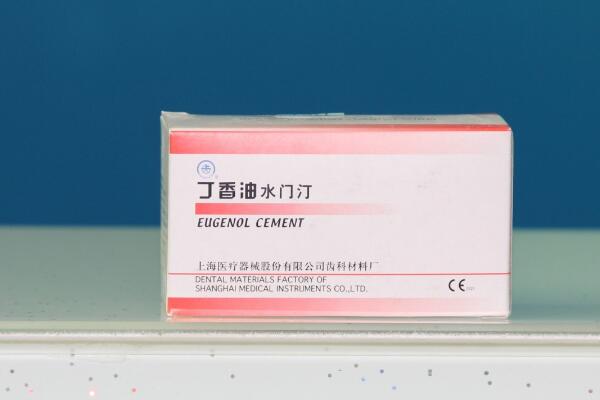 丁香油水门汀
EUGENOL CEMENT
上海医疗器械股份有限公司齿科材料厂
DENTAL MATERIALS FACTORY OF
SHANGHAI MEDICAL INSTRUMENTS CO.,LTD.
CE